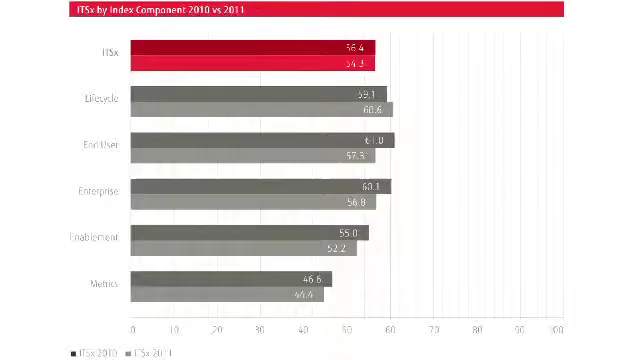 ITSx by Index Component 2010 vs 2011
ITSx 56.4
54.3
Lifecycle 59.1
60.6
End User 61.0
57.3
Enterprise 60.1
56.8
Enablement 55.0
52.2
Metrics 46.6
44.4
0 10 20 30 40 50 60 70 80 90 100
ITSx 2010 ITSx 2011